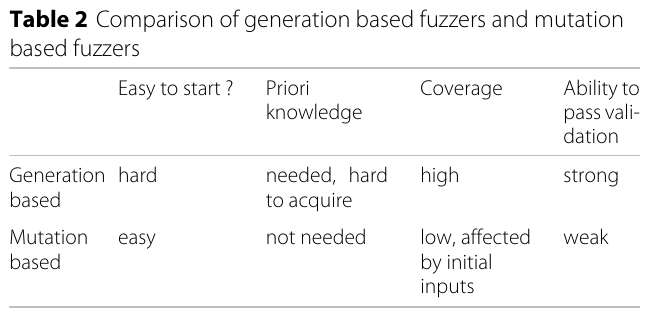 Table 2 Comparison of generation based fuzzers and mutation
based fuzzers
Easy to start ? Priori knowledge Coverage Ability to pass vali-dation
Generation based hard needed, hard to acquire high strong
Mutation based easy not needed low, affected by initial inputs weak